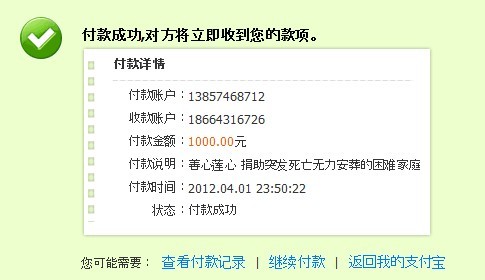 付款成功,对方将立即收到您的款项。
付款详情
付款账户：13857468712
收款账户：18664316726
付款金额：1000.00元
付款说明：善心莲心 捐助突发死亡无力安葬的困难家庭
付款时间：2012.04.01 23:50:22
状态：付款成功
您可能需要： 查看付款记录 | 继续付款 | 返回我的支付宝